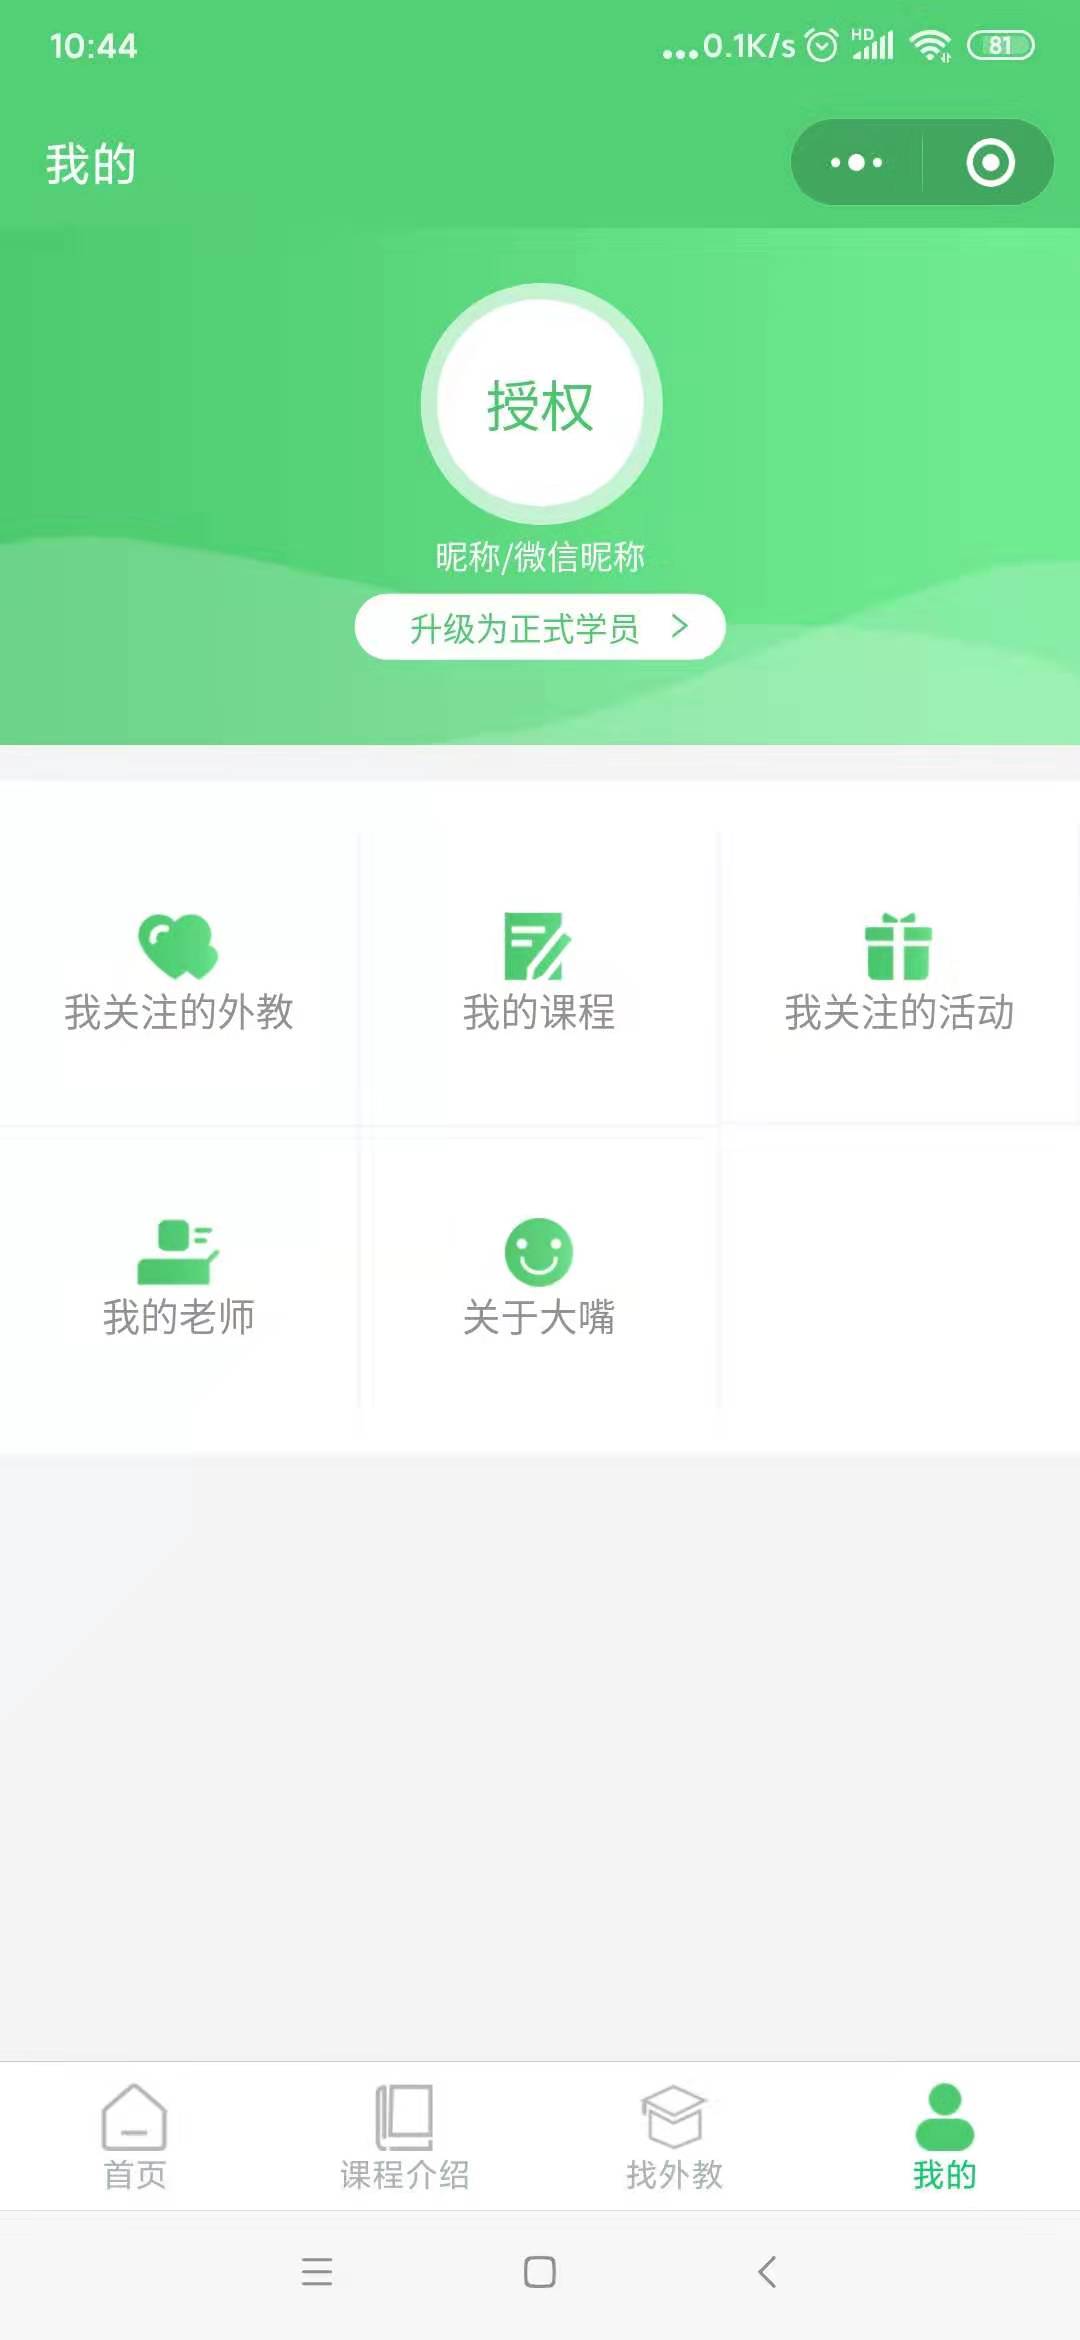 10:44
...0.1K/s HD 81
我的
授权
昵称/微信昵称
升级为正式学员 >
我关注的外教 我的课程 我关注的活动
我的老师 关于大嘴
首页 课程介绍 找外教 我的